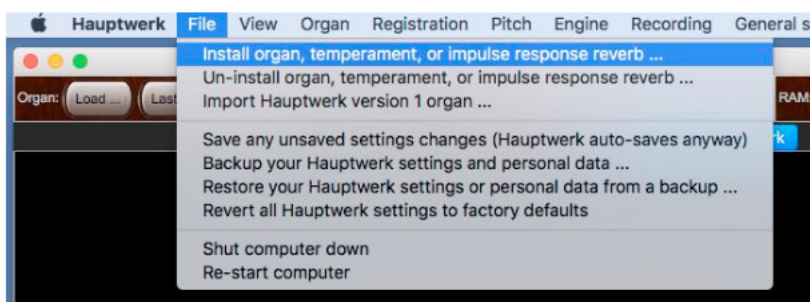 Hauptwerk File View Organ Registration Pitch Engine Recording General s
Install organ, temperament, or impulse response reverb ...
Un-install organ, temperament, or impulse response reverb ...
Organ: Load ... Last RAM:
Import Hauptwerk version 1 organ ...
Save any unsaved settings changes (Hauptwerk auto-saves anyway)
Backup your Hauptwerk settings and personal data ...
Restore your Hauptwerk settings or personal data from a backup ...
Revert all Hauptwerk settings to factory defaults
Shut computer down
Re-start computer